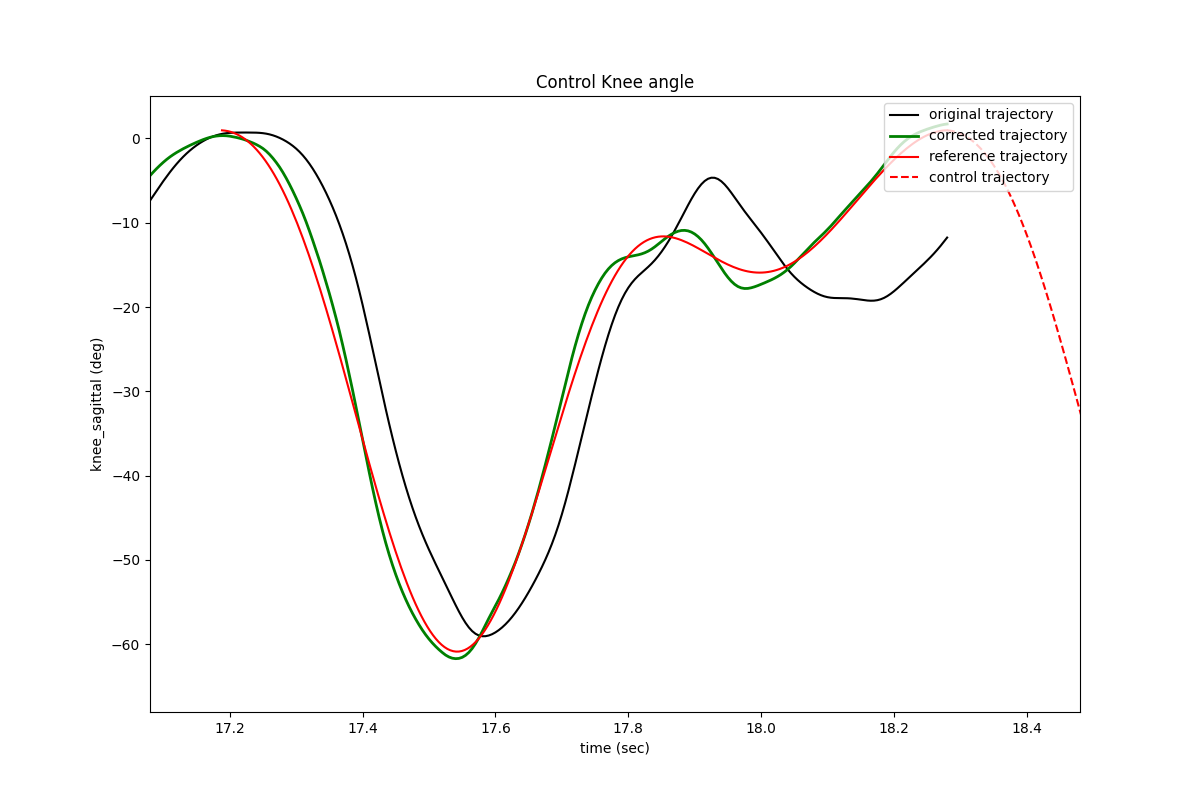 Control Knee angle
original trajectory
corrected trajectory
reference trajectory
control trajectory
0
−10
−20
−30
−40
−50
−60
knee_sagittal (deg)
17.2 17.4 17.6 17.8 18.0 18.2 18.4
time (sec)